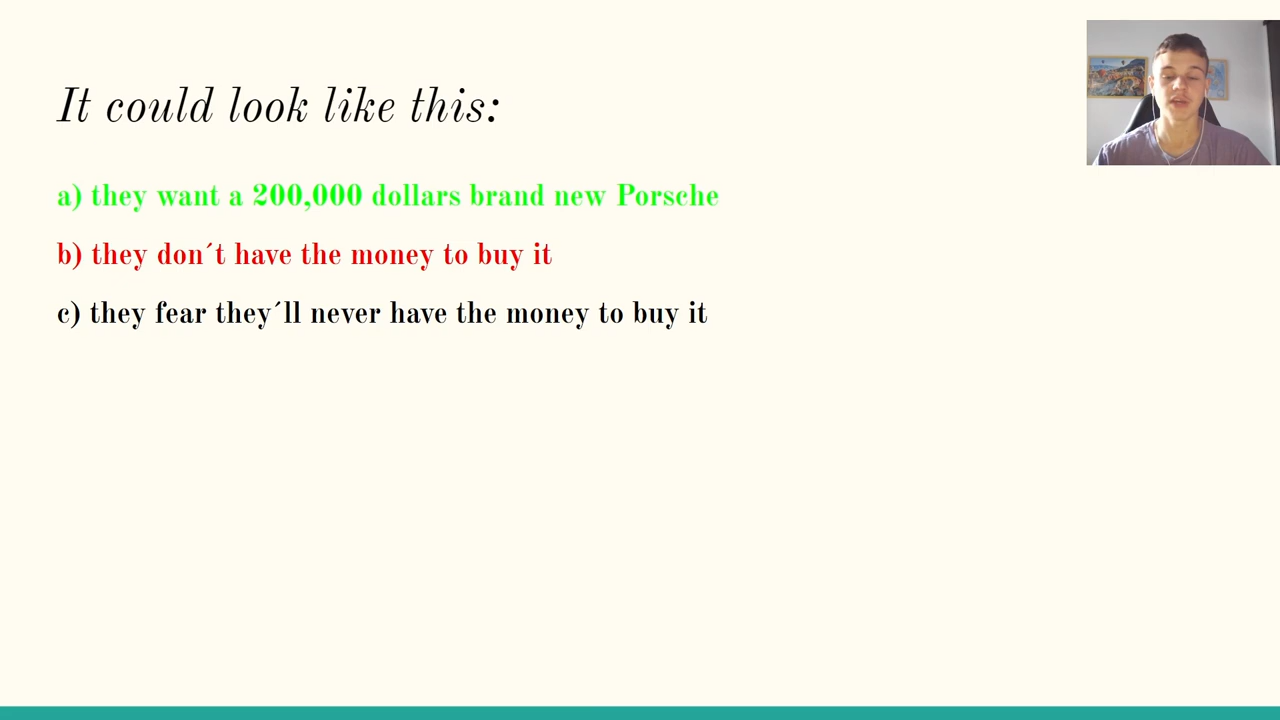 It could look like this:
a) they want a 200,000 dollars brand new Porsche
b) they don´t have the money to buy it
c) they fear they´ll never have the money to buy it